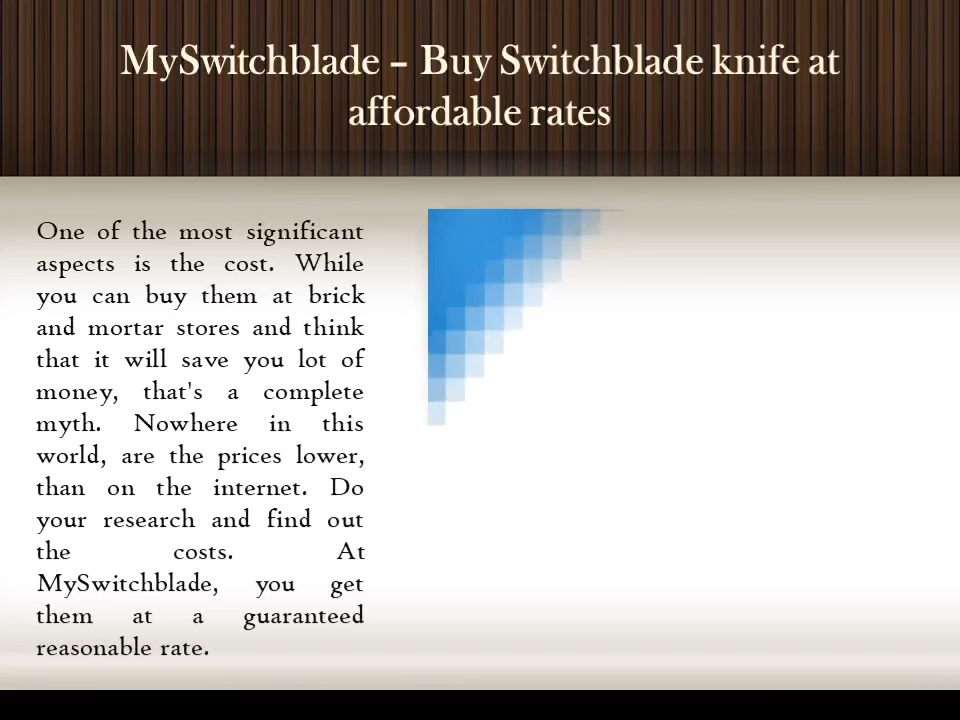 MySwitchblade – Buy Switchblade knife at
affordable rates
One of the most significant
aspects is the cost. While
you can buy them at brick
and mortar stores and think
that it will save you lot of
money, that's a complete
myth. Nowhere in this
world, are the prices lower,
than on the internet. Do
your research and find out
the costs. At
MySwitchblade, you get
them at a guaranteed
reasonable rate.